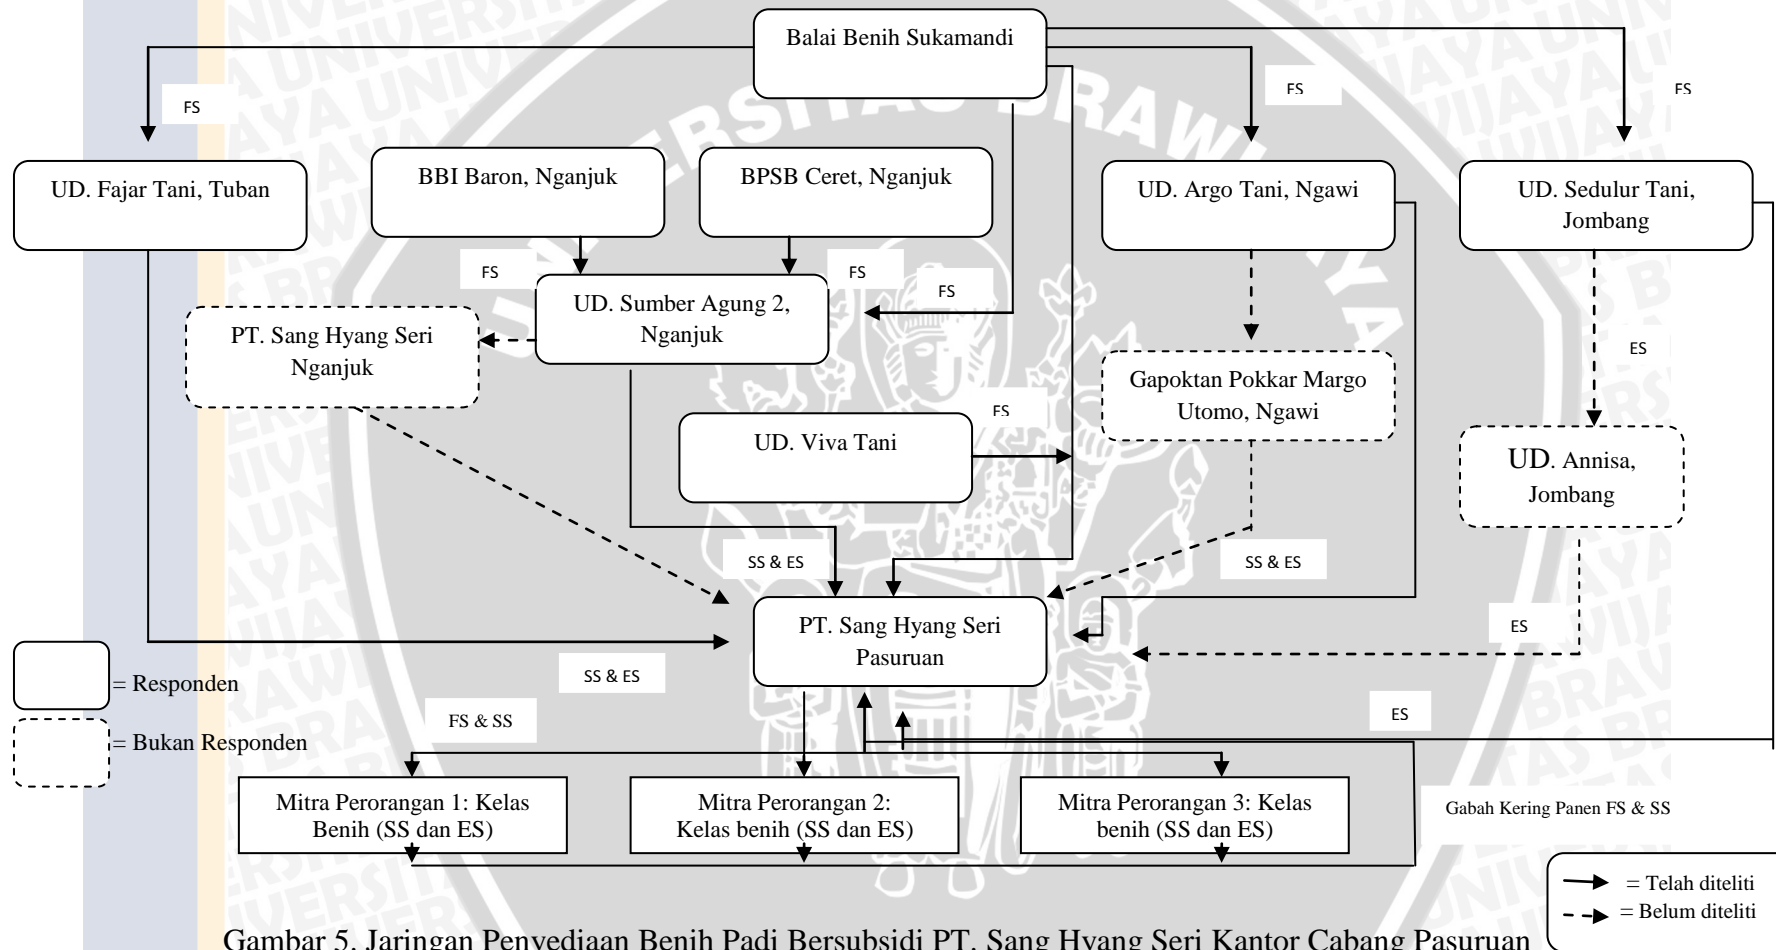 Balai Benih Sukamandi
FS
FS
FS
UD. Fajar Tani, Tuban
BBI Baron, Nganjuk
BPSB Ceret, Nganjuk
UD. Argo Tani, Ngawi
UD. Sedulur Tani,
Jombang
FS
FS
FS
UD. Sumber Agung 2,
Nganjuk
PT. Sang Hyang Seri
Nganjuk
ES
Gapoktan Pokkar Margo
Utomo, Ngawi
FS
UD. Viva Tani
UD. Annisa,
Jombang
SS & ES
SS & ES
PT. Sang Hyang Seri
Pasuruan
ES
SS & ES
= Responden
= Bukan Responden
FS & SS
ES
Mitra Perorangan 1: Kelas
Benih (SS dan ES)
Mitra Perorangan 2:
Kelas benih (SS dan ES)
Mitra Perorangan 3: Kelas
benih (SS dan ES)
Gabah Kering Panen FS & SS
= Telah diteliti
= Belum diteliti
Gambar 5. Jaringan Penyediaan Benih Padi Bersubsidi PT. Sang Hyang Seri Kantor Cabang Pasuruan
UNIVERSITAS BRAWIJAYA